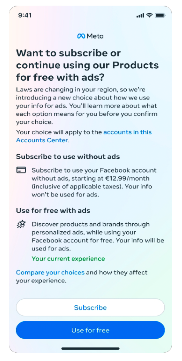 9:41
Meta
Want to subscribe or
continue using our Products
for free with ads?
Laws are changing in your region, so we're
introducing a new choice about how we use
your info for ads. You'll learn more about what
each option means for you before you confirm
your choice.
Your choice will apply to the accounts in this
Accounts Center.
Subscribe to use without ads
Subscribe to use your Facebook account
without ads, starting at €12.99/month
(inclusive of applicable taxes). Your info
won't be used for ads.
Use for free with ads
Discover products and brands through
personalized ads, while using your
Facebook account for free. Your info will be
used for ads.
Your current experience
Compare your choices and how they affect
your experience.
Subscribe
Use for free